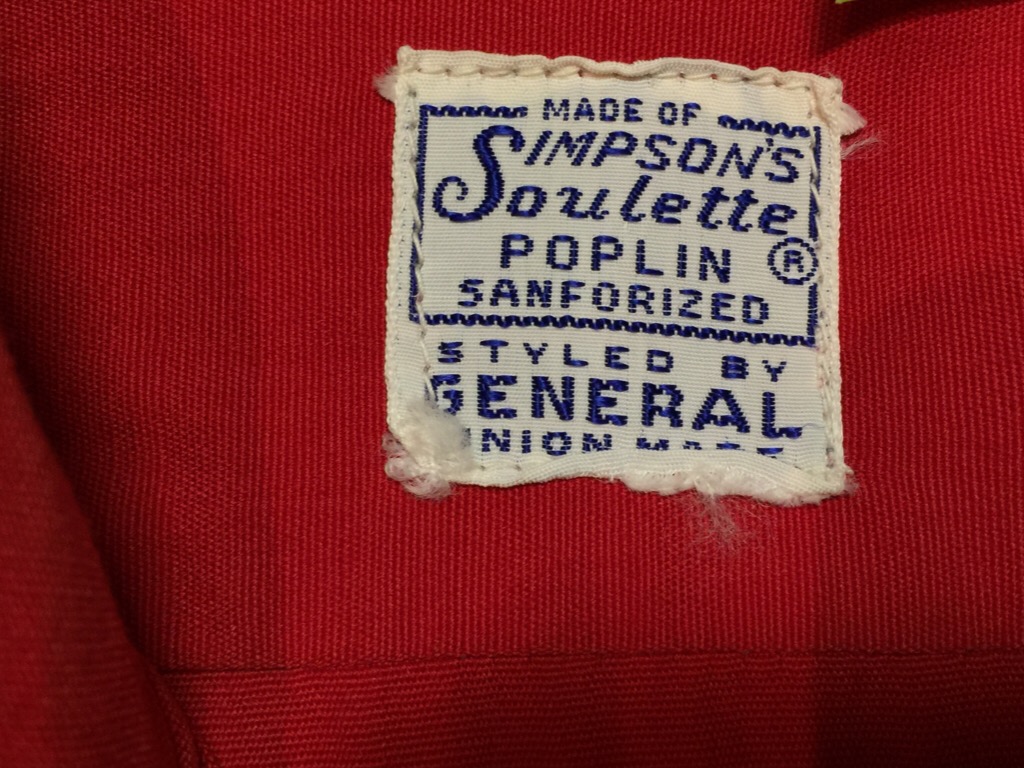 MADE OF
SIMPSON'S
Soulette
POPLIN ®
SANFORIZED
STYLED BY
GENERAL
UNION MADE